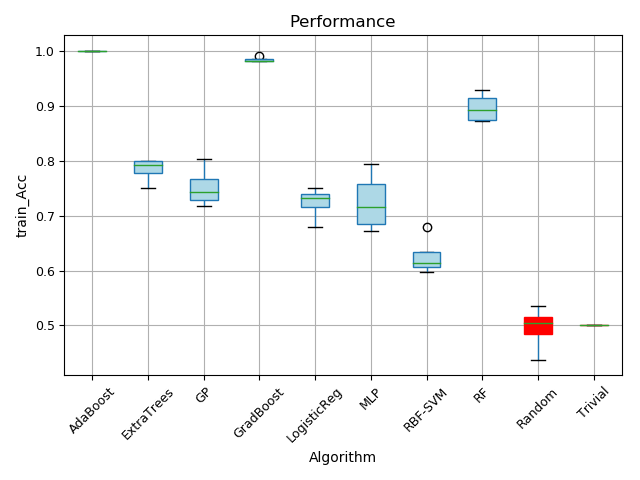 Performance
train_Acc
1.0
0.9
0.8
0.7
0.6
0.5
AdaBoost
ExtraTrees
GP
GradBoost
LogisticReg
MLP
RBF-SVM
RF
Random
Trivial
Algorithm